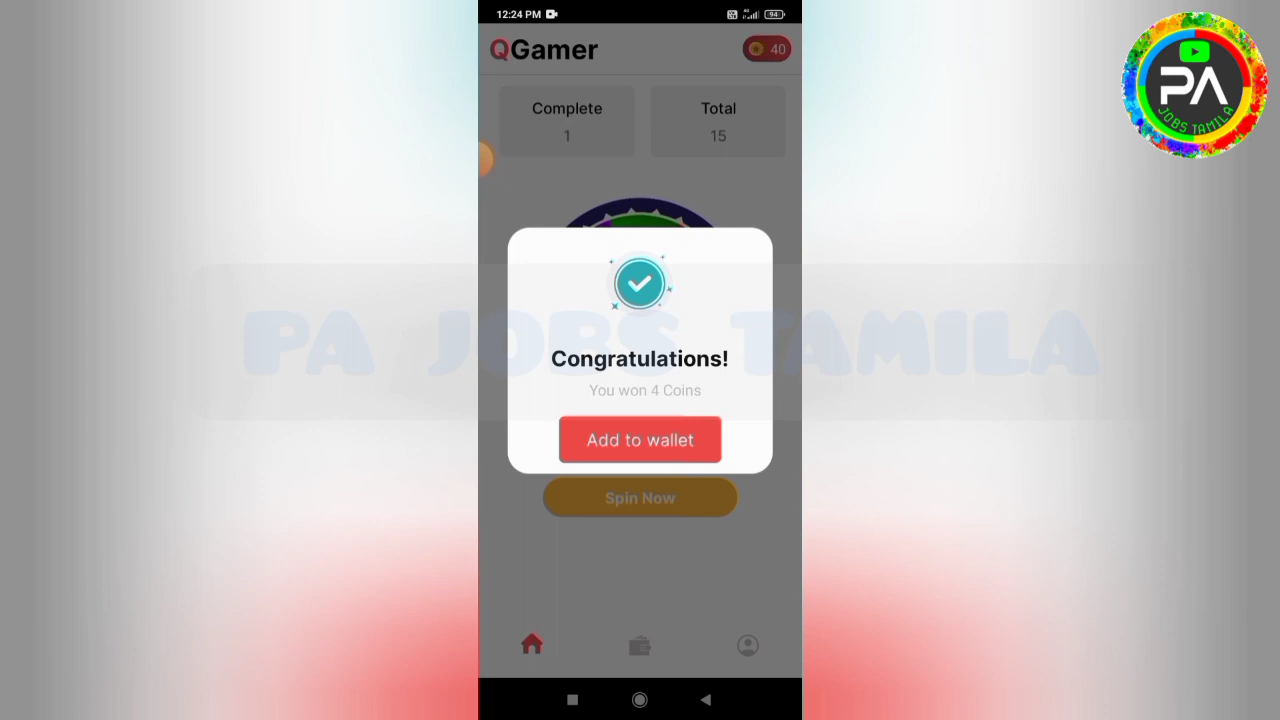 12:24 PM
94
QGamer
40
Complete
Total
1
15
PA JOBS TAMILA
Congratulations!
You won 4 Coins
Add to wallet
Spin Now
PA
JOBS TAMILA